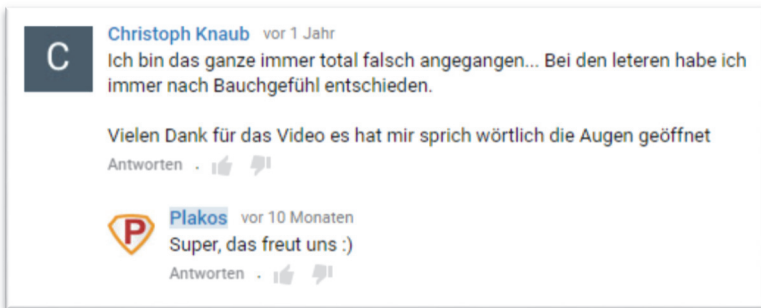 C
Christoph Knaub vor 1 Jahr
Ich bin das ganze immer total falsch angegangen... Bei den leteren habe ich
immer nach Bauchgefühl entschieden.
Vielen Dank für das Video es hat mir sprich wörtlich die Augen geöffnet
Antworten .
P
Plakos vor 10 Monaten
Super, das freut uns :)
Antworten .